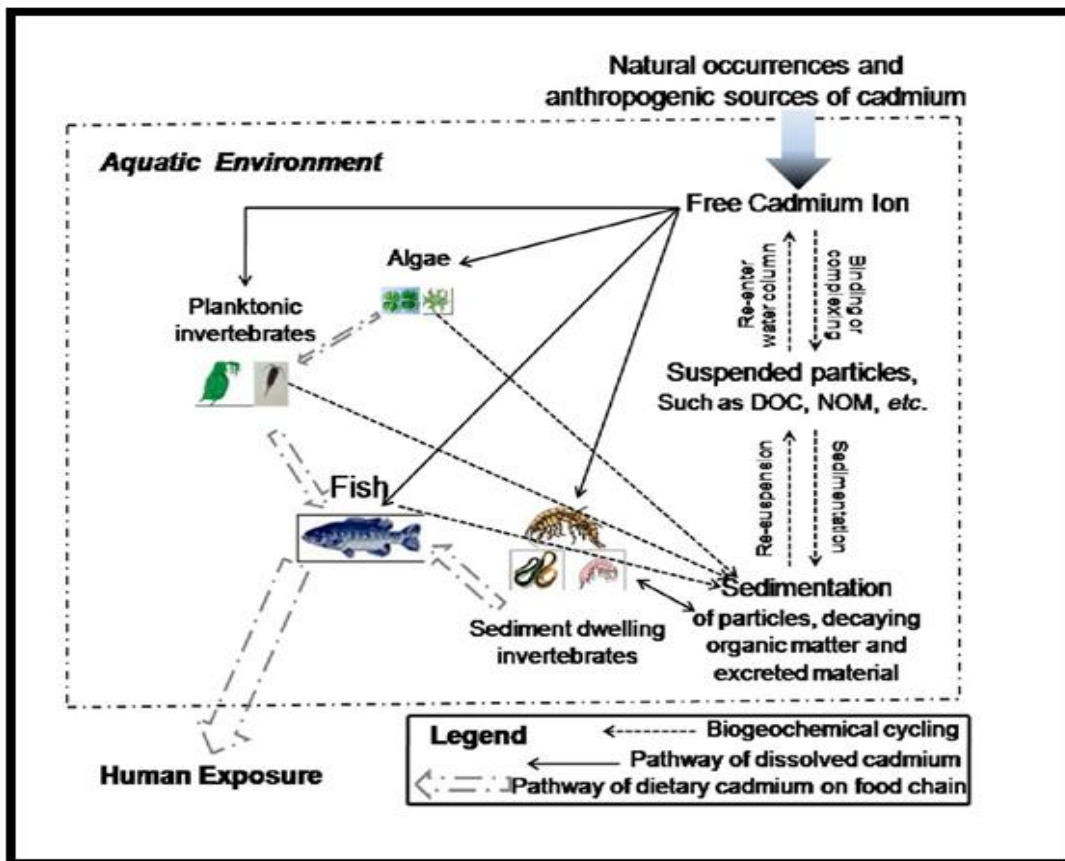 Natural occurrences and
anthropogenic sources of cadmium
Aquatic Environment
Free Cadmium Ion
Algae
Planktonic
invertebrates
Re-enter
water column
Binding or
complexing
Suspended particles,
Such as DOC, NOM, etc.
Re-suspension
Sedimentation
Fish
Sedimentation
of particles, decaying
organic matter and
excreted material
Sediment dwelling
invertebrates
Human Exposure
Legend
Biogeochemical cycling
Pathway of dissolved cadmium
Pathway of dietary cadmium on food chain